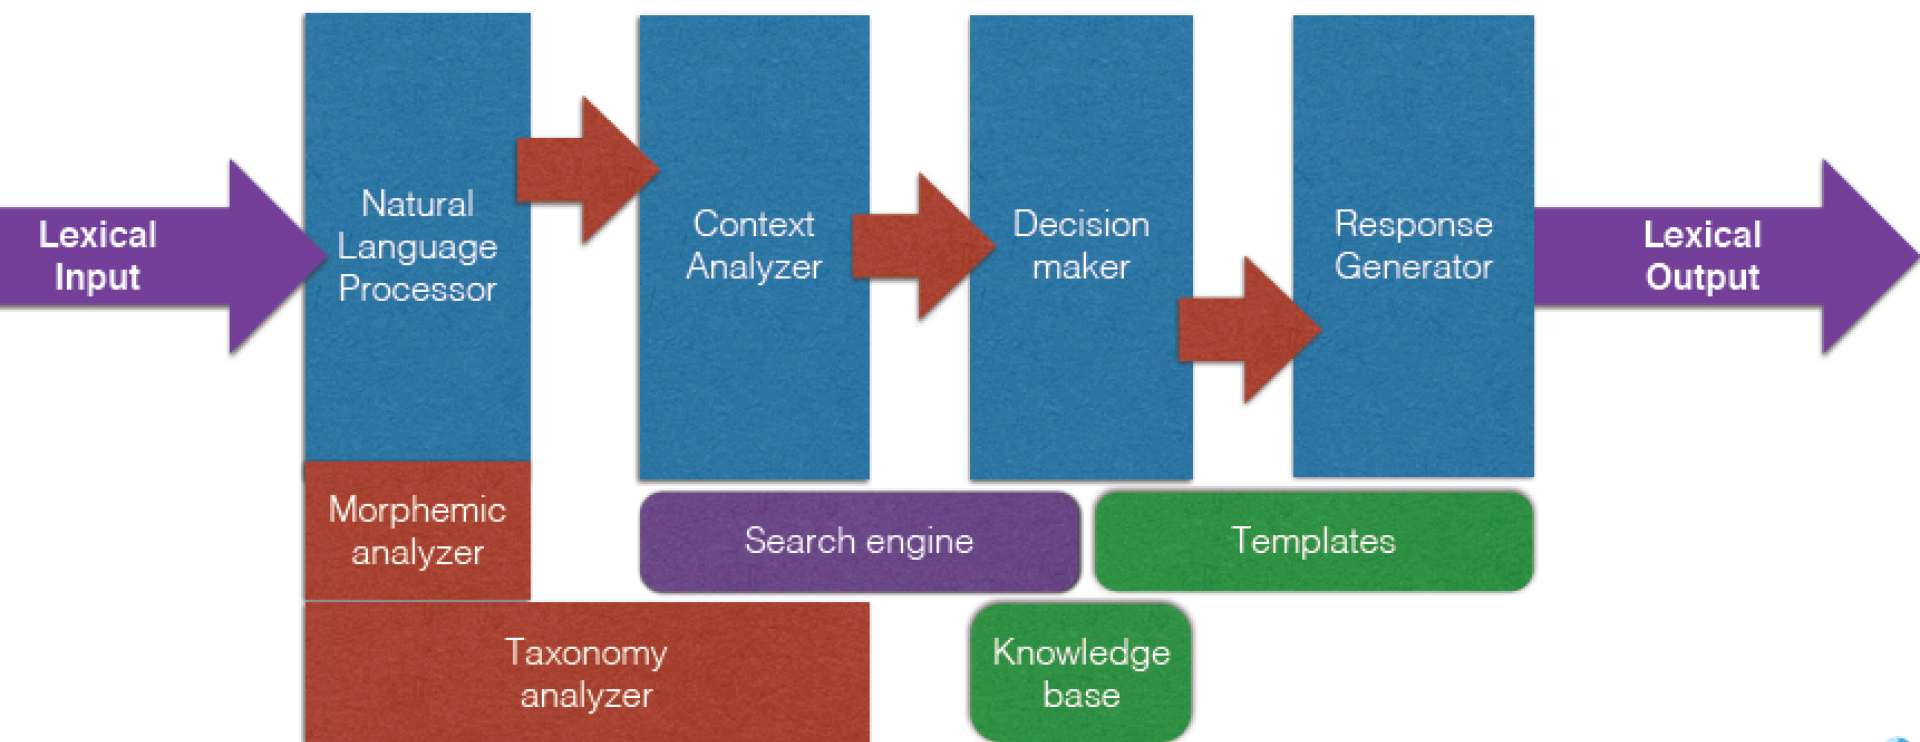 Lexical
Input
Natural
Language
Processor
Context
Analyzer
Decision
maker
Response
Generator
Lexical
Output
Morphemic
analyzer
Search engine
Templates
Taxonomy
analyzer
Knowledge
base